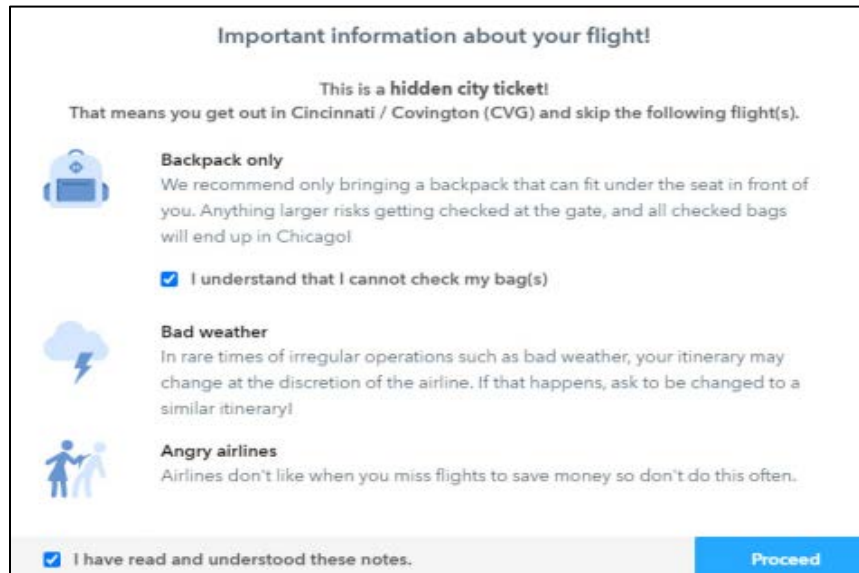 Important information about your flight!
This is a hidden city ticket!
That means you get out in Cincinnati / Covington (CVG) and skip the following flight(s).
Backpack only
We recommend only bringing a backpack that can fit under the seat in front of
you. Anything larger risks getting checked at the gate, and all checked bags
will end up in Chicago!
I understand that I cannot check my bag(s)
Bad weather
In rare times of irregular operations such as bad weather, your itinerary may
change at the discretion of the airline. If that happens, ask to be changed to a
similar itinerary!
Angry airlines
Airlines don't like when you miss flights to save money so don't do this often.
I have read and understood these notes.
Proceed